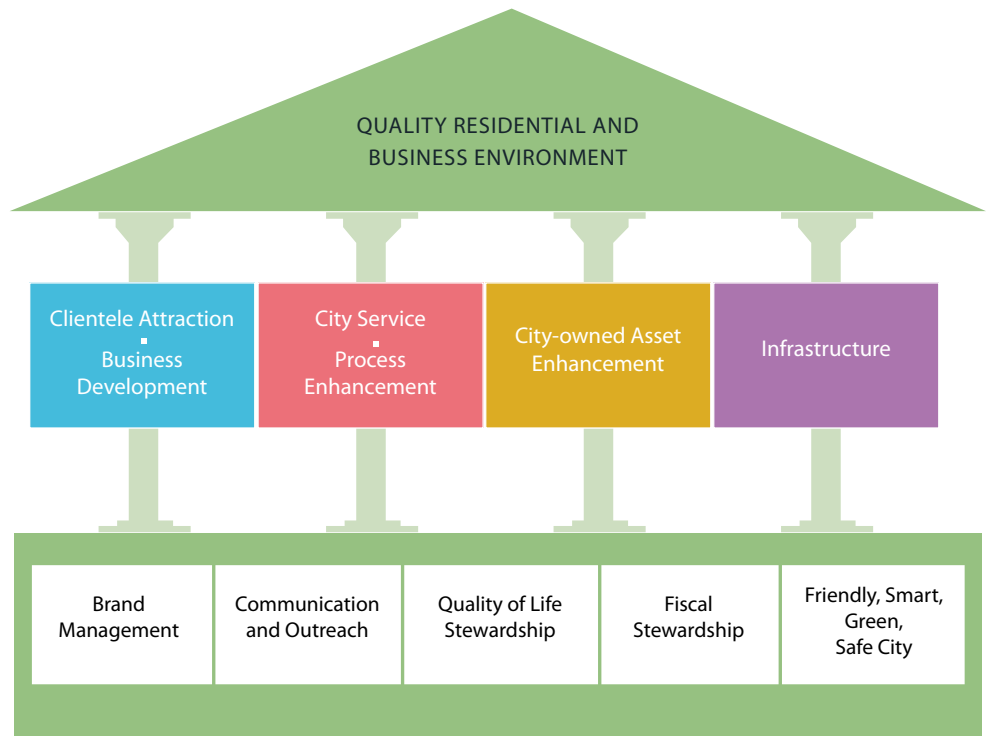 QUALITY RESIDENTIAL AND
BUSINESS ENVIRONMENT
Clientele Attraction
Business
Development
City Service
Process
Enhancement
City-owned Asset
Enhancement
Infrastructure
Brand
Management
Communication
and Outreach
Quality of Life
Stewardship
Fiscal
Stewardship
Friendly, Smart,
Green,
Safe City